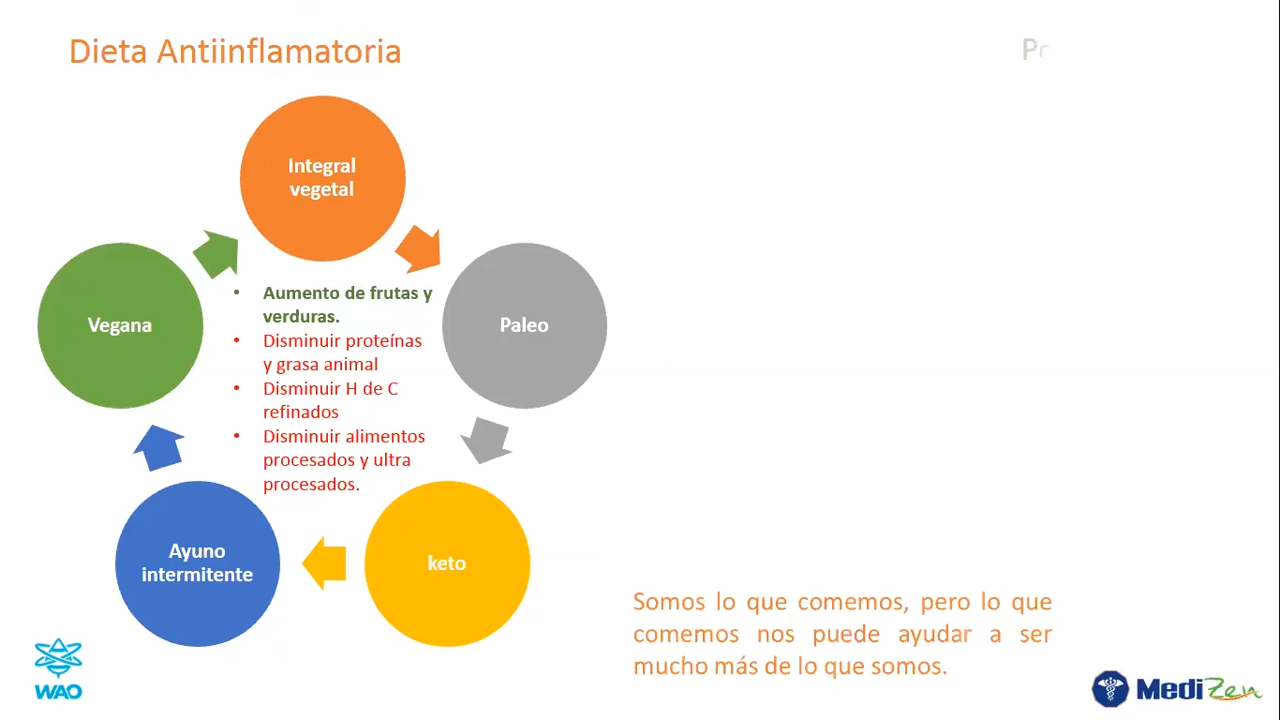 Dieta Antiinflamatoria
Integral
vegetal
Vegana
Paleo
• Aumento de frutas y
verduras.
• Disminuir proteínas
y grasa animal
• Disminuir H de C
refinados
• Disminuir alimentos
procesados y ultra
procesados.
Ayuno
intermitente
keto
Somos lo que comemos, pero lo que
comemos nos puede ayudar a ser
mucho más de lo que somos.
WAO
MediZen